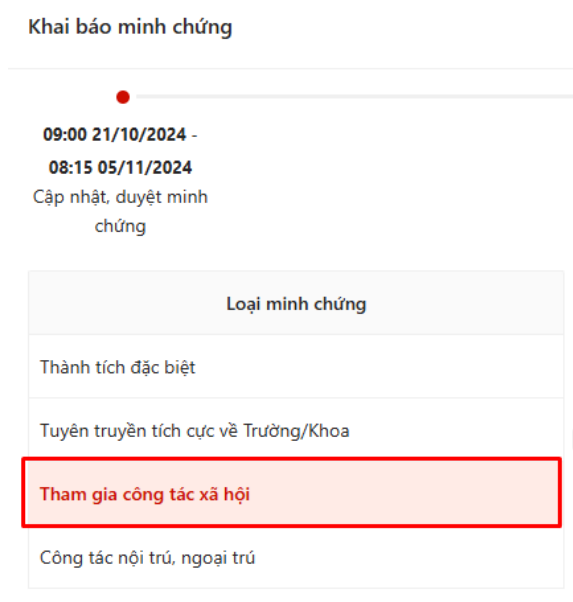 Khai báo minh chứng
09:00 21/10/2024 -
08:15 05/11/2024
Cập nhật, duyệt minh
chứng
Loại minh chứng
Thành tích đặc biệt
Tuyên truyền tích cực về Trường/Khoa
Tham gia công tác xã hội
Công tác nội trú, ngoại trú